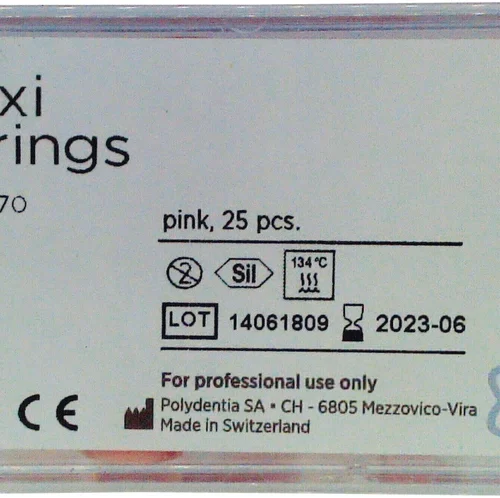 xi
rings
70
pink, 25 pcs.
2 Sil 134 °C
LOT 14061809 2023-06
For professional use only
CE Polydentia SA • CH - 6805 Mezzovico-Vira
Made in Switzerland